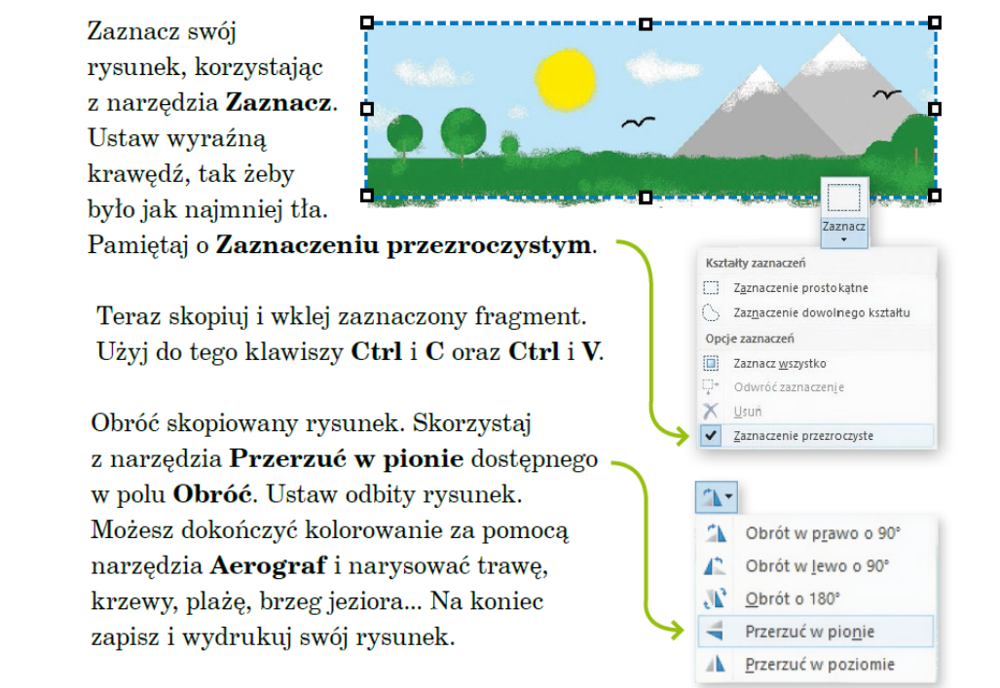 Zaznacz swój
rysunek, korzystając
z narzędzia Zaznacz.
Ustaw wyraźną
krawędź, tak żeby
było jak najmniej tła.
Pamiętaj o Zaznaczeniu przezroczystym.
Teraz skopiuj i wklej zaznaczony fragment.
Użyj do tego klawiszy Ctrl i C oraz Ctrl i V.
Obróć skopiowany rysunek. Skorzystaj
z narzędzia Przerzuć w pionie dostępnego
w polu Obróć. Ustaw odbity rysunek.
Możesz dokończyć kolorowanie za pomocą
narzędzia Aerograf i narysować trawę,
krzewy, plażę, brzeg jeziora... Na koniec
zapisz i wydrukuj swój rysunek.
Zaznacz
Kształty zaznaczeń
Zaznaczenie prostokątne
Zaznaczenie dowolnego kształtu
Opcje zaznaczeń
Zaznacz wszystko
Odwróć zaznaczenie
Usuń
Zaznaczenie przezroczyste
Obrót w prawo o 90°
Obrót w lewo o 90°
Obrót o 180°
Przerzuć w pionie
Przerzuć w poziomie